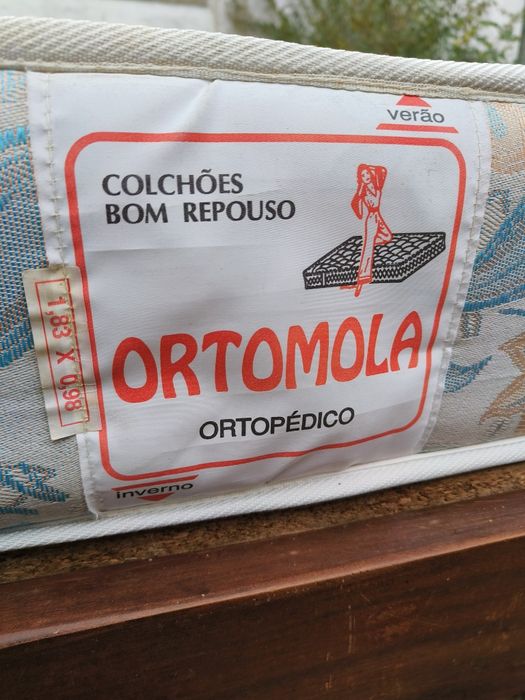 verão
COLCHÕES
BOM REPOUSO
ORTOMOLA
ORTOPÉDICO
inverno
1,83 X 0,98